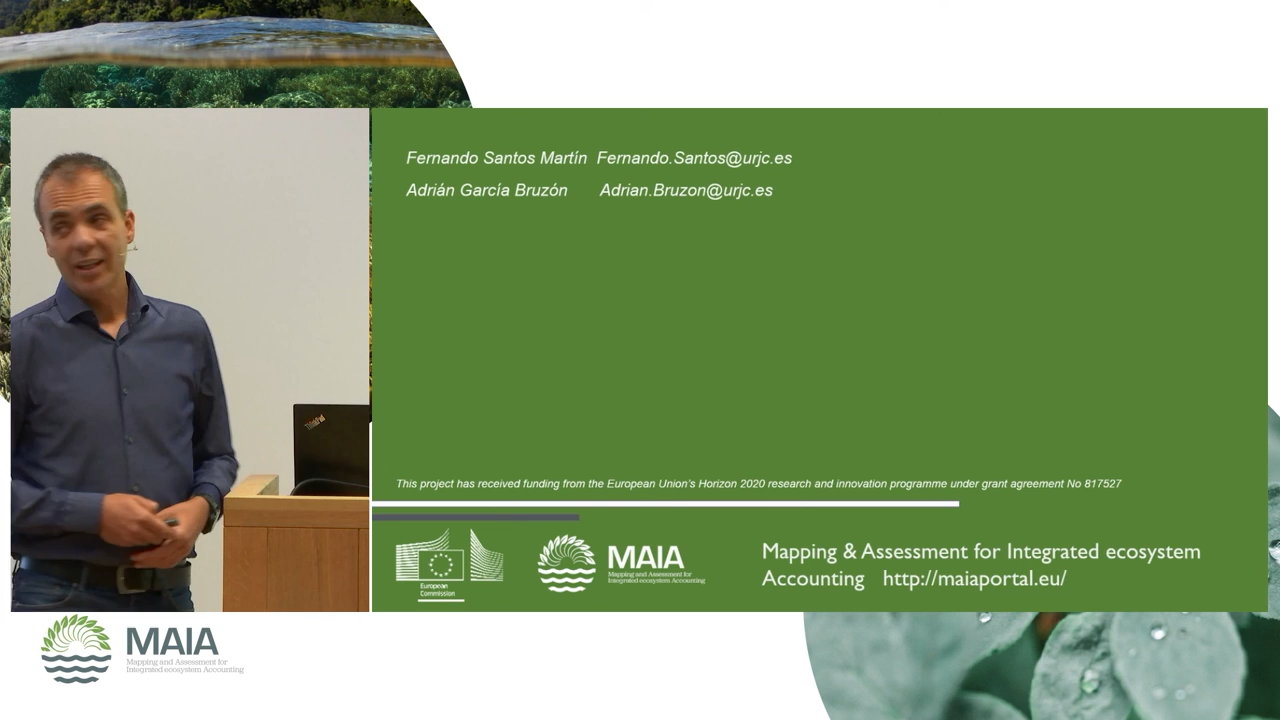 Fernando Santos Martín Fernando.Santos@urjc.es
Adrián García Bruzón Adrian.Bruzon@urjc.es
ThinkPad
This project has received funding from the European Union's Horizon 2020 research and innovation programme under grant agreement No 817527
European
Commission
MAIA
Mapping and Assessment for
Integrated ecosystem Accounting
Mapping & Assessment for Integrated ecosystem
Accounting http://maiaportal.eu/
MAIA
Mapping and Assessment for
Integrated ecosystem Accounting